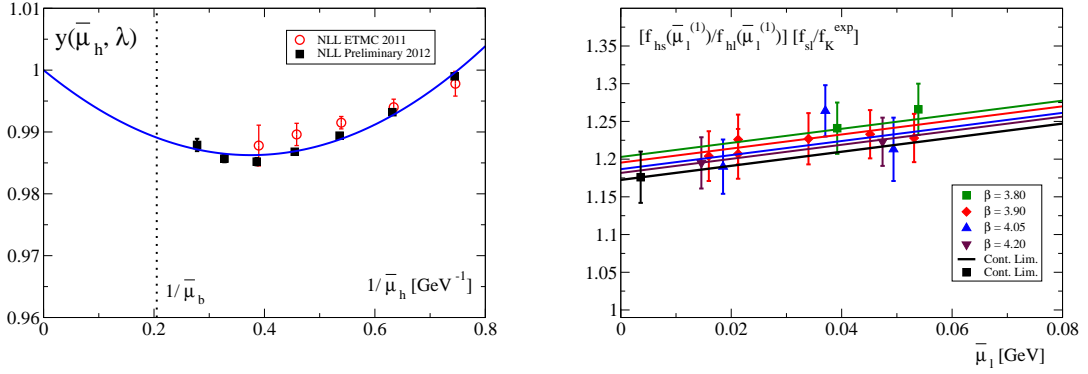 1.01
y(μ̅_h, λ)
NLL ETMC 2011
NLL Preliminary 2012
1
0.99
0.98
0.97
0.96
1/ μ̅_b
1/ μ̅_h [GeV^-1]
0 0.2 0.4 0.6 0.8
[f_hs(μ̅_l^(1))/f_hl(μ̅_l^(1))] [f_sl/f_K^exp]
1.35
1.3
1.25
1.2
1.15
1.1
1.05
1
β = 3.80
β = 3.90
β = 4.05
β = 4.20
Cont. Lim.
Cont. Lim.
0 0.02 0.04 0.06 0.08
μ̅_l [GeV]